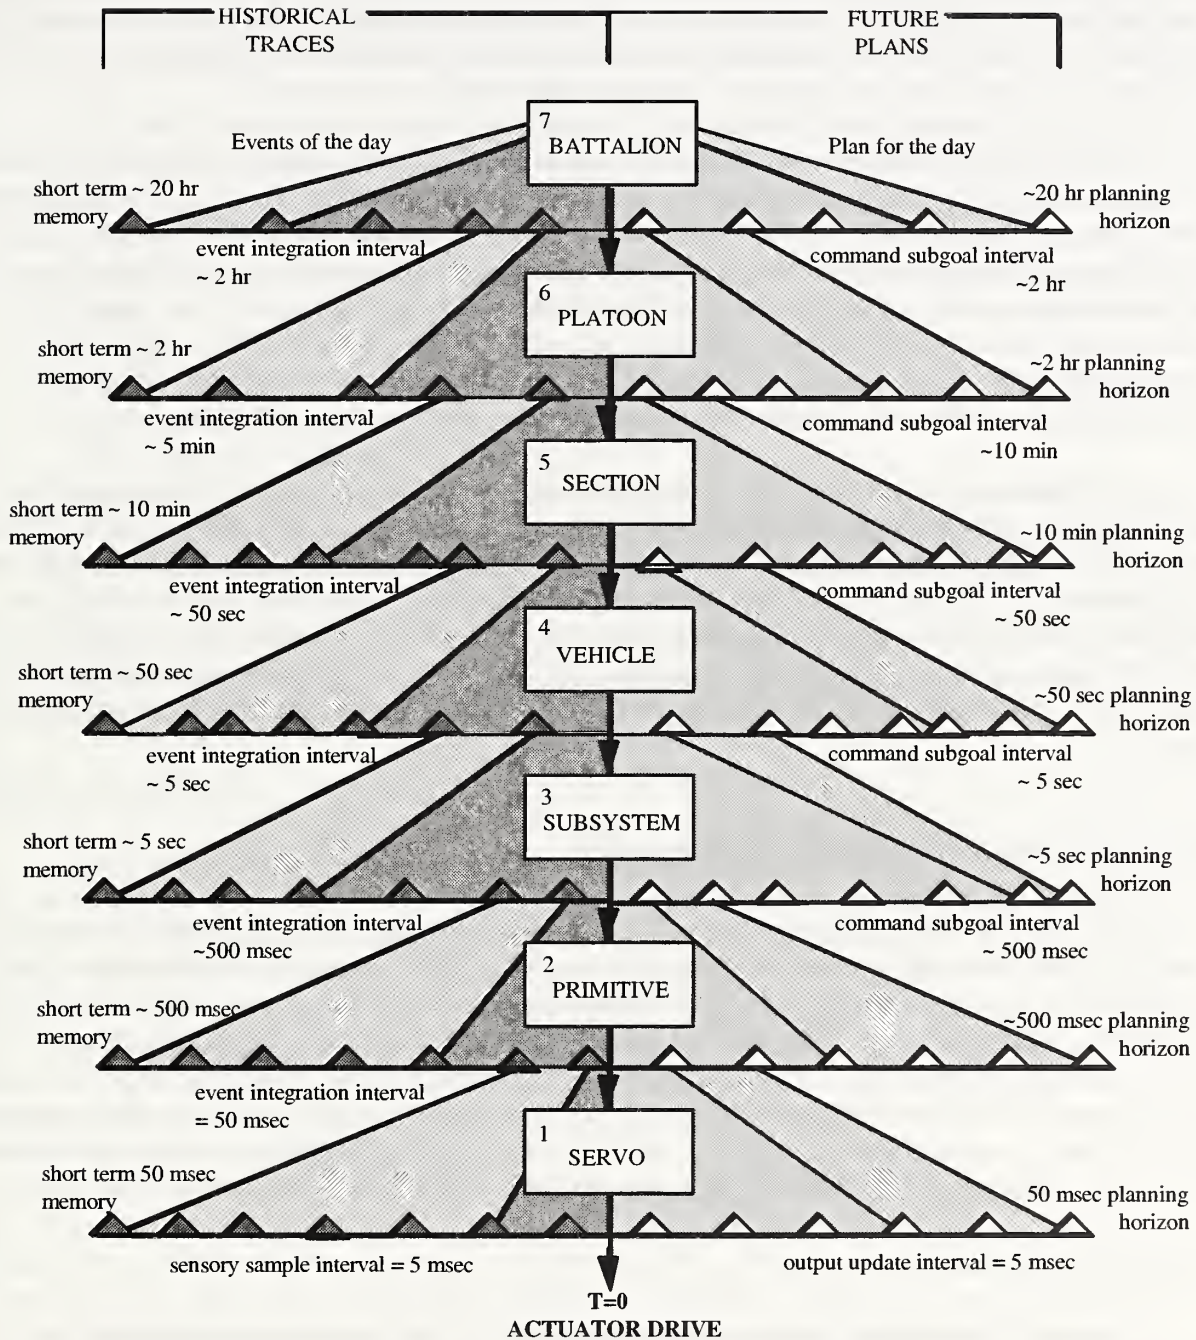 HISTORICAL
TRACES
FUTURE
PLANS
7
BATTALION
Events of the day
Plan for the day
short term ~ 20 hr
memory
~20 hr planning
horizon
event integration interval
~ 2 hr
command subgoal interval
~2 hr
6
PLATOON
short term ~ 2 hr
memory
~2 hr planning
horizon
event integration interval
~ 5 min
command subgoal interval
~10 min
5
SECTION
short term ~ 10 min
memory
~10 min planning
horizon
event integration interval
~ 50 sec
command subgoal interval
~ 50 sec
4
VEHICLE
short term ~ 50 sec
memory
~50 sec planning
horizon
event integration interval
~ 5 sec
command subgoal interval
~ 5 sec
3
SUBSYSTEM
short term ~ 5 sec
memory
~5 sec planning
horizon
event integration interval
~500 msec
command subgoal interval
~ 500 msec
2
PRIMITIVE
short term ~ 500 msec
memory
~500 msec planning
horizon
event integration interval
= 50 msec
1
SERVO
short term 50 msec
memory
50 msec planning
horizon
sensory sample interval = 5 msec
output update interval = 5 msec
T=0
ACTUATOR DRIVE